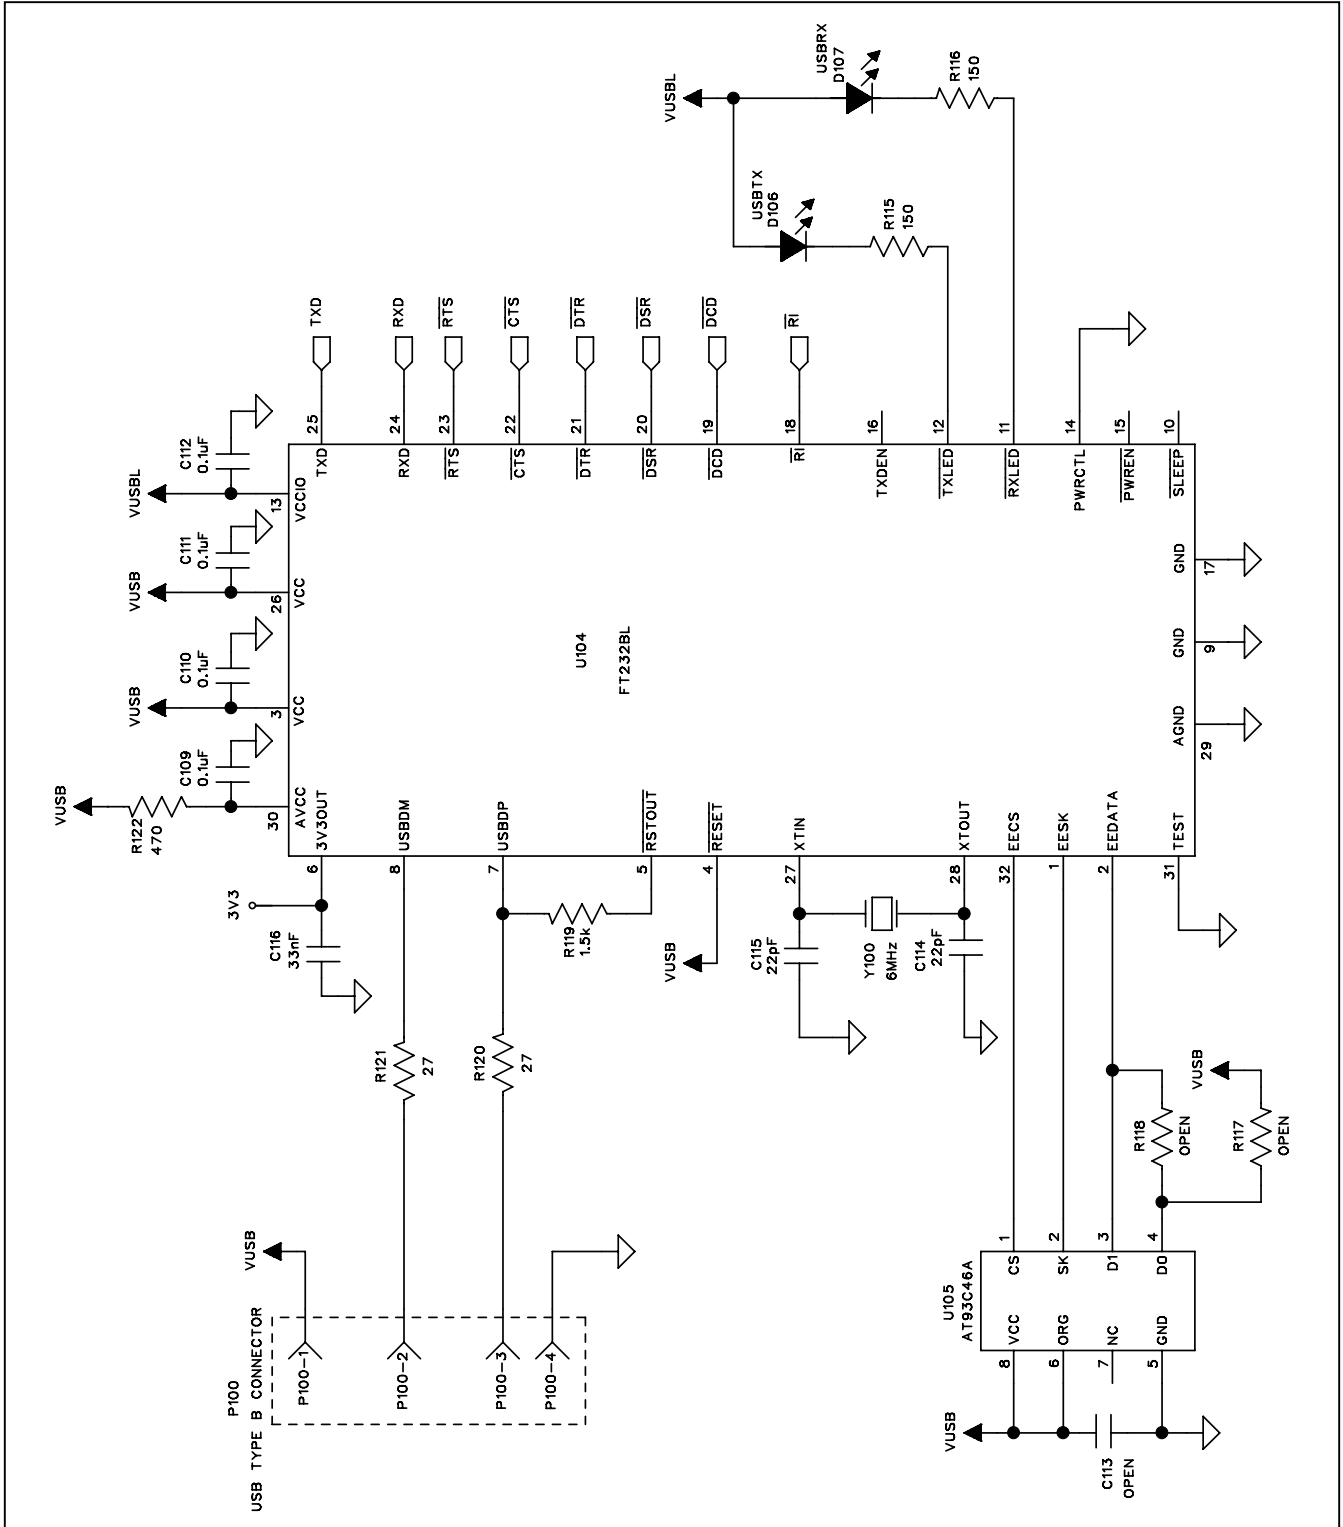 VUSBL
USBRX
D107
R116
150
USBTX
D106
R115
150
TXD
RXD
RTS
CTS
DTR
DSR
DCD
RI
25
24
23
22
21
20
19
18
16
12
11
14
15
10
TXD
RXD
RTS
CTS
DTR
DSR
DCD
RI
TXDEN
TXLED
RXLED
PWRCTL
PWREN
SLEEP
VUSBL
C112
0.1uF
13
VCCIO
VUSB
C111
0.1uF
26
VCC
VUSB
C110
0.1uF
3
VCC
VUSB
R122
470
C109
0.1uF
30
AVCC
U104
FT232BL
GND
17
GND
9
AGND
29
3V3OUT
USBDM
USBDP
RSTOUT
RESET
XTIN
XTOUT
EECS
EESK
EEDATA
TEST
6
8
7
5
4
27
28
32
1
2
31
3V3
C116
33nF
R119
1.5k
VUSB
C115
22pF
Y100
6MHz
C114
22pF
R121
27
R120
27
VUSB
R118
OPEN
R117
OPEN
VUSB
P100
USB TYPE B CONNECTOR
P100-1
P100-2
P100-3
P100-4
U105
AT93C46A
1
2
3
4
CS
SK
D1
DO
VCC
ORG
NC
GND
8
6
7
5
VUSB
C113
OPEN